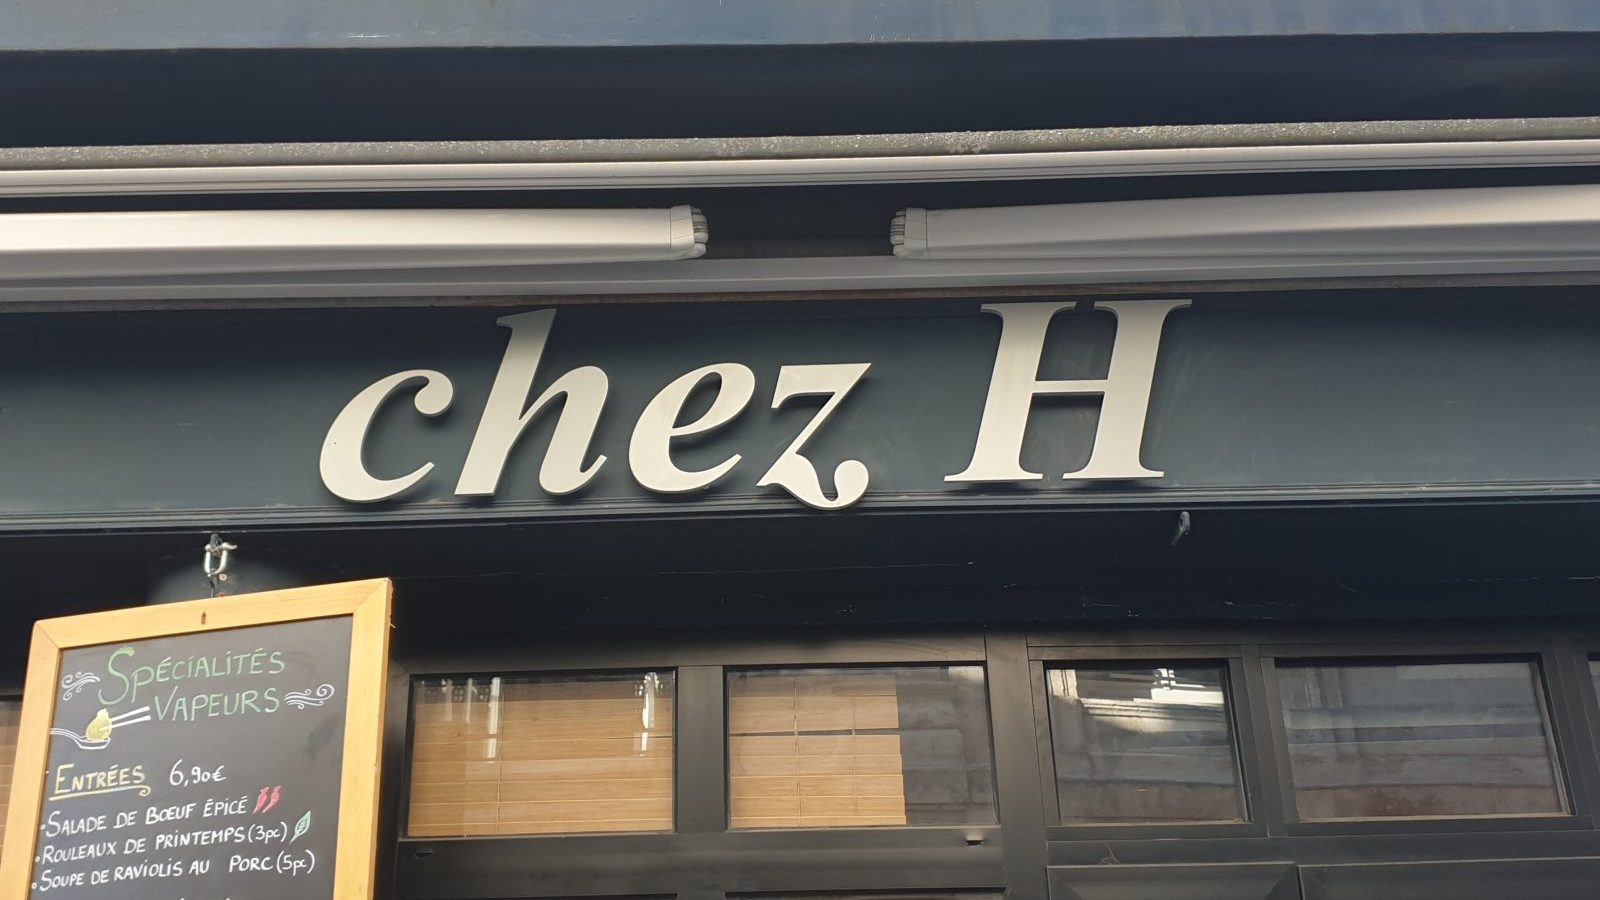 chez H
SPÉCIALITÉS
VAPEURS
ENTRÉES 6,90€
• SALADE DE BŒUF ÉPICÉ
• ROULEAUX DE PRINTEMPS (3pc)
• SOUPE DE RAVIOLIS AU PORC (5pc)